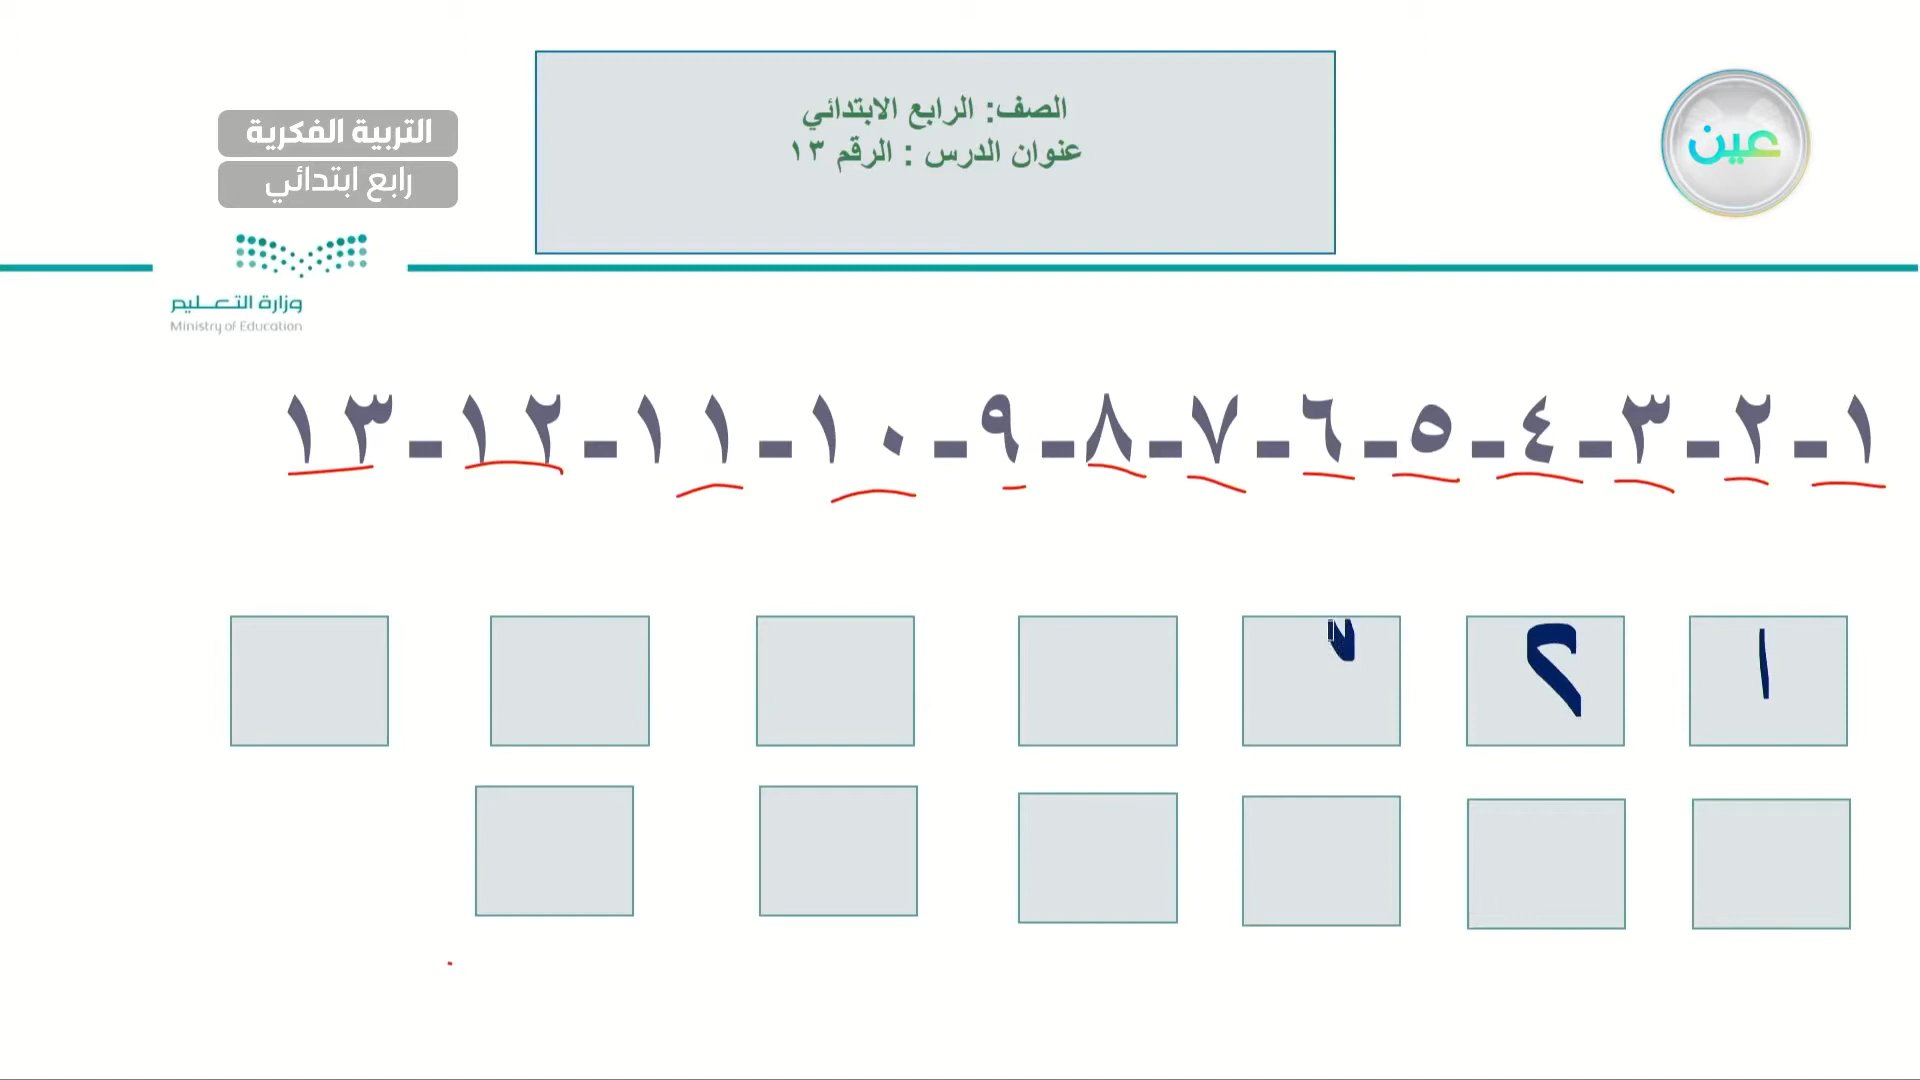 الصف: الرابع الابتدائي
عنوان الدرس : الرقم ١٣
التربية الفكرية
رابع ابتدائي
عين
وزارة التعليم
Ministry of Education
١-٢-٣-٤-٥-٦-٧-٨-٩-١٠-١١-١٢-١٣
١ ٢